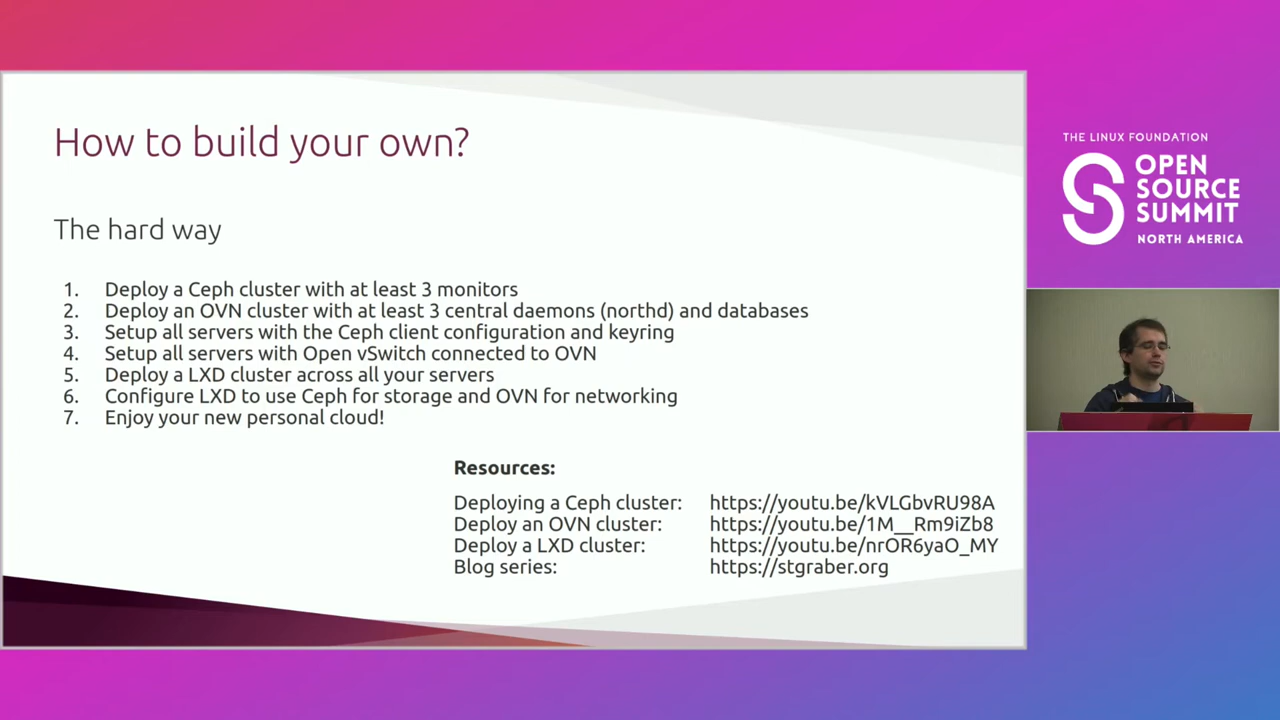 How to build your own?
The hard way
1. Deploy a Ceph cluster with at least 3 monitors
2. Deploy an OVN cluster with at least 3 central daemons (northd) and databases
3. Setup all servers with the Ceph client configuration and keyring
4. Setup all servers with Open vSwitch connected to OVN
5. Deploy a LXD cluster across all your servers
6. Configure LXD to use Ceph for storage and OVN for networking
7. Enjoy your new personal cloud!
Resources:
Deploying a Ceph cluster: https://youtu.be/kVLGbvRU98A
Deploy an OVN cluster: https://youtu.be/1M__Rm9iZb8
Deploy a LXD cluster: https://youtu.be/nrOR6yaO_MY
Blog series: https://stgraber.org
THE LINUX FOUNDATION
OPEN
SOURCE
SUMMIT
NORTH AMERICA